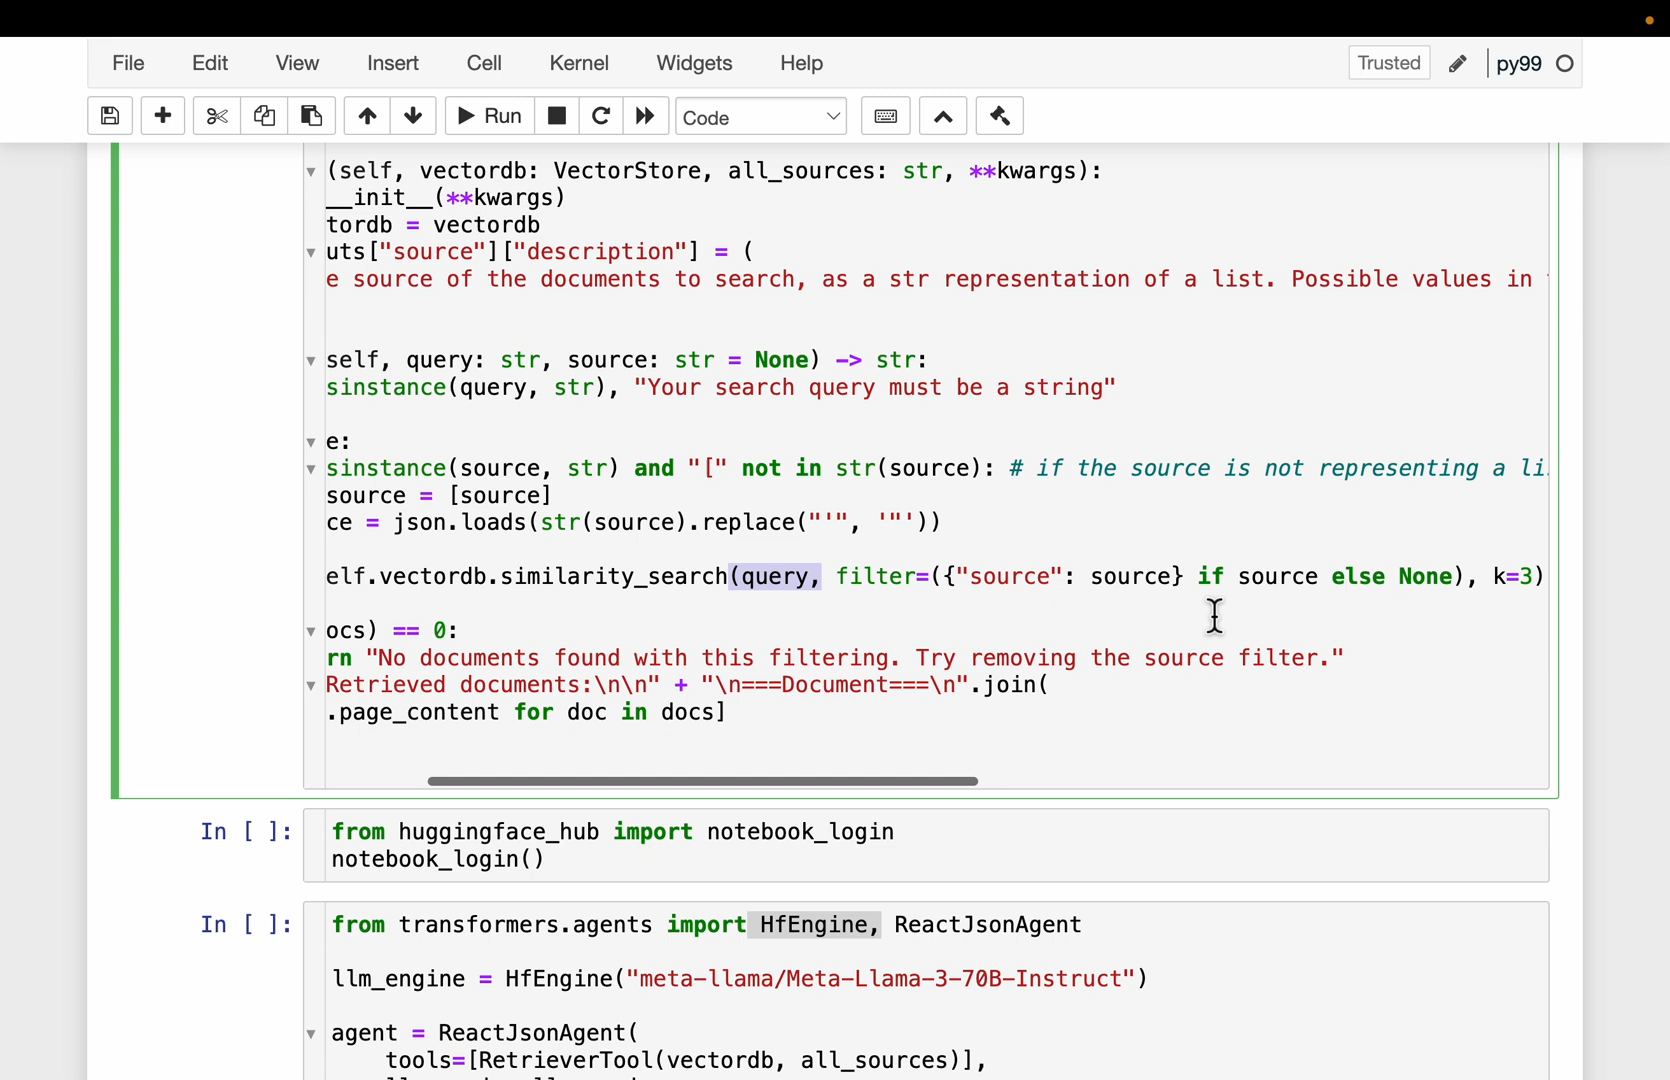 File Edit View Insert Cell Kernel Widgets Help Trusted py99
Run Code
(self, vectordb: VectorStore, all_sources: str, **kwargs):
__init__(**kwargs)
tordb = vectordb
uts["source"]["description"] = (
e source of the documents to search, as a str representation of a list. Possible values in
self, query: str, source: str = None) -> str:
sinstance(query, str), "Your search query must be a string"
e:
sinstance(source, str) and "[" not in str(source): # if the source is not representing a li
source = [source]
ce = json.loads(str(source).replace("'", '"'))
elf.vectordb.similarity_search(query, filter=({"source": source} if source else None), k=3)
ocs) == 0:
rn "No documents found with this filtering. Try removing the source filter."
Retrieved documents:\n\n" + "\n===Document===\n".join(
.page_content for doc in docs]
In [ ]: from huggingface_hub import notebook_login
notebook_login()
In [ ]: from transformers.agents import HfEngine, ReactJsonAgent
llm_engine = HfEngine("meta-llama/Meta-Llama-3-70B-Instruct")
agent = ReactJsonAgent(
tools=[RetrieverTool(vectordb, all_sources)],